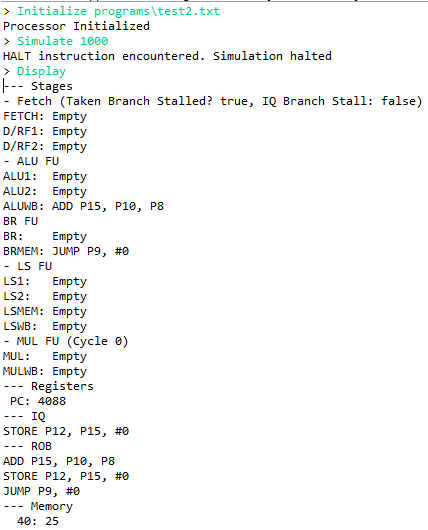 > Initialize programs\test2.txt
Processor Initialized
> Simulate 1000
HALT instruction encountered. Simulation halted
> Display
--- Stages
- Fetch (Taken Branch Stalled? true, IQ Branch Stall: false)
FETCH: Empty
D/RF1: Empty
D/RF2: Empty
- ALU FU
ALU1:  Empty
ALU2:  Empty
ALUWB: ADD P15, P10, P8
BR FU
BR:    Empty
BRMEM: JUMP P9, #0
- LS FU
LS1:   Empty
LS2:   Empty
LSMEM: Empty
LSWB:  Empty
- MUL FU (Cycle 0)
MUL:   Empty
MULWB: Empty
--- Registers
 PC: 4088
--- IQ
STORE P12, P15, #0
--- ROB
ADD P15, P10, P8
STORE P12, P15, #0
JUMP P9, #0
--- Memory
  40: 25